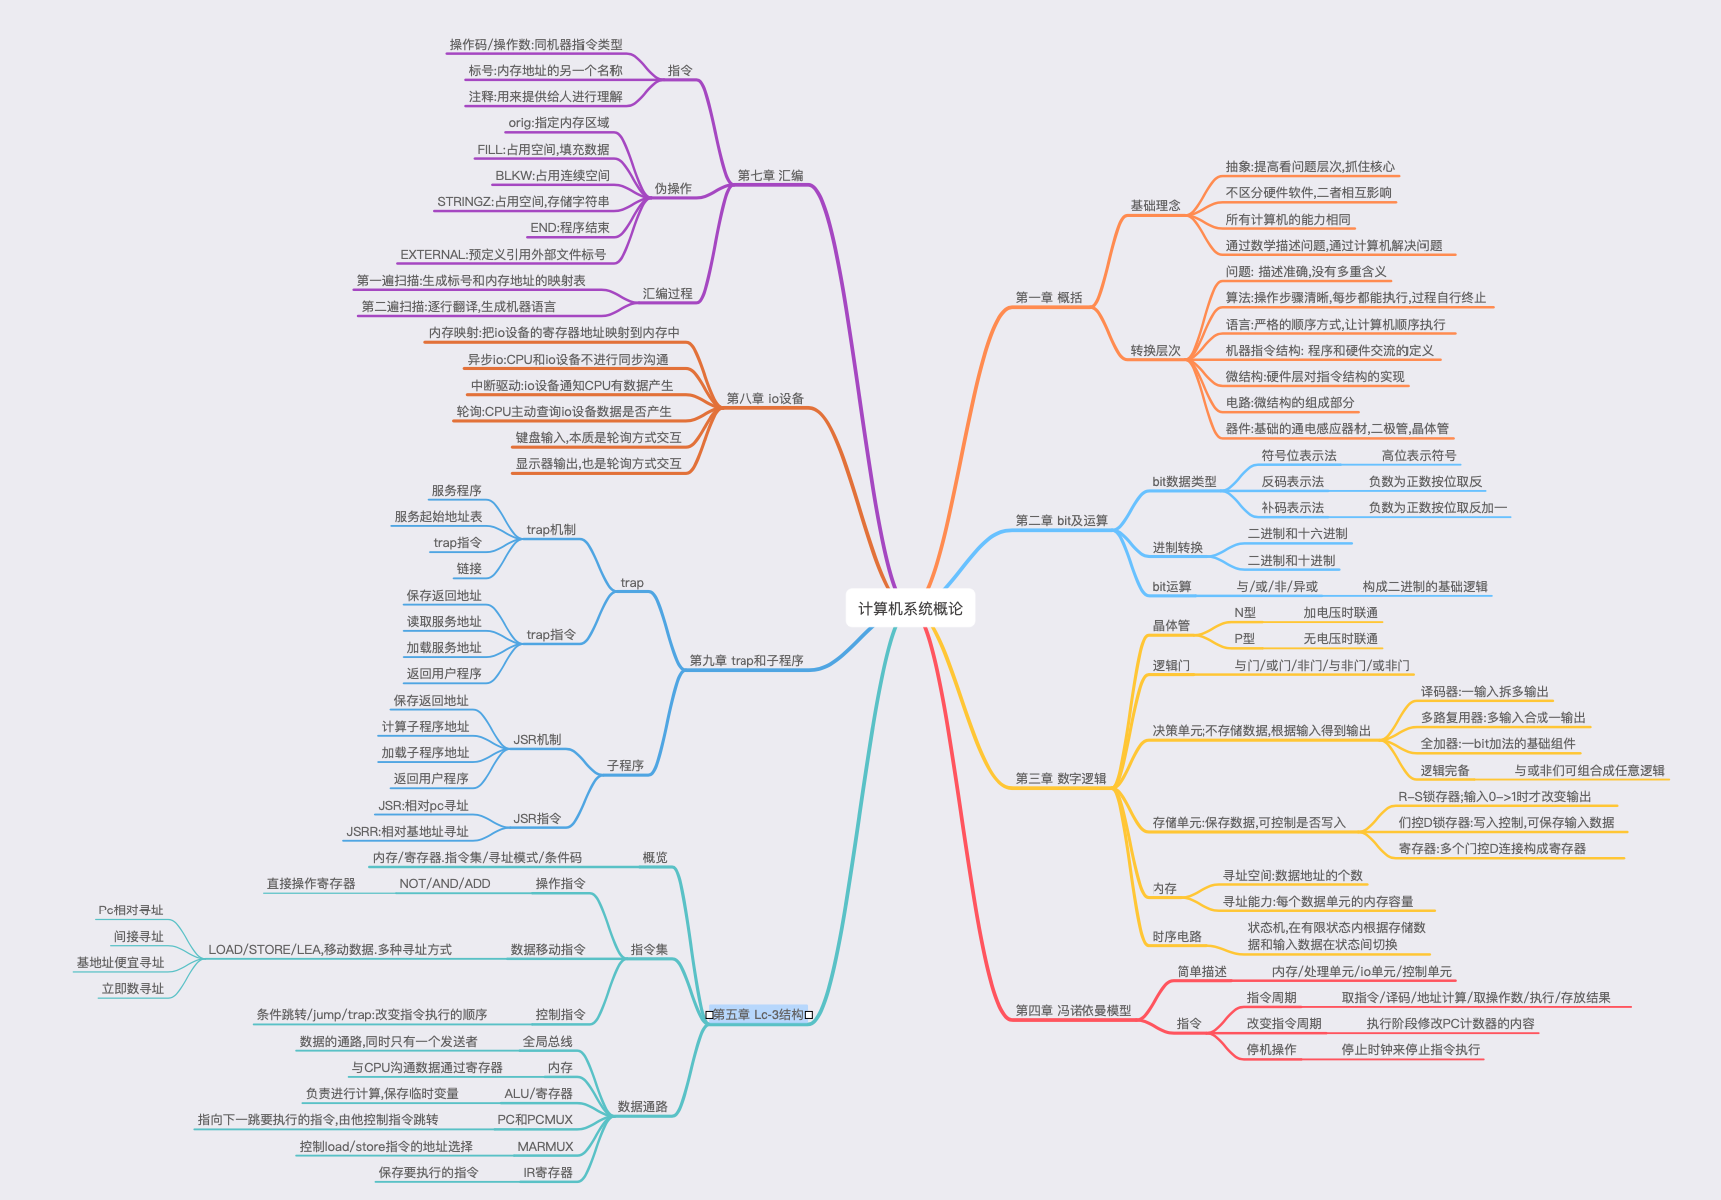 计算机系统概论
第一章 概括
基础理念
抽象:提高看问题层次,抓住核心
不区分硬件软件,二者相互影响
所有计算机的能力相同
通过数学描述问题,通过计算机解决问题
转换层次
问题: 描述准确,没有多重含义
算法:操作步骤清晰,每步都能执行,过程自行终止
语言:严格的顺序方式,让计算机顺序执行
机器指令结构: 程序和硬件交流的定义
微结构:硬件层对指令结构的实现
电路:微结构的组成部分
器件:基础的通电感应器材,二极管,晶体管
第二章 bit及运算
bit数据类型
符号位表示法
高位表示符号
反码表示法
负数为正数按位取反
补码表示法
负数为正数按位取反加一
进制转换
二进制和十六进制
二进制和十进制
bit运算
与/或/非/异或
构成二进制的基础逻辑
第三章 数字逻辑
晶体管
N型
加电压时联通
P型
无电压时联通
逻辑门
与门/或门/非门/与非门/或非门
决策单元;不存储数据,根据输入得到输出
译码器:一输入拆多输出
多路复用器:多输入合成一输出
全加器:一bit加法的基础组件
逻辑完备
与或非们可组合成任意逻辑
存储单元:保存数据,可控制是否写入
R-S锁存器;输入0->1时才改变输出
们控D锁存器:写入控制,可保存输入数据
寄存器:多个门控D连接构成寄存器
内存
寻址空间:数据地址的个数
寻址能力:每个数据单元的内存容量
时序电路
状态机,在有限状态内根据存储数
据和输入数据在状态间切换
第四章 冯诺依曼模型
简单描述
内存/处理单元/io单元/控制单元
指令
指令周期
取指令/译码/地址计算/取操作数/执行/存放结果
改变指令周期
执行阶段修改PC计数器的内容
停机操作
停止时钟来停止指令执行
第五章 Lc-3结构
概览
内存/寄存器.指令集/寻址模式/条件码
指令集
操作指令
NOT/AND/ADD
直接操作寄存器
数据移动指令
LOAD/STORE/LEA,移动数据.多种寻址方式
Pc相对寻址
间接寻址
基地址便宜寻址
立即数寻址
控制指令
条件跳转/jump/trap:改变指令执行的顺序
数据通路
全局总线
数据的通路,同时只有一个发送者
内存
与CPU沟通数据通过寄存器
ALU/寄存器
负责进行计算,保存临时变量
PC和PCMUX
指向下一跳要执行的指令,由他控制指令跳转
MARMUX
控制load/store指令的地址选择
IR寄存器
保存要执行的指令
第七章 汇编
指令
操作码/操作数:同机器指令类型
标号:内存地址的另一个名称
注释:用来提供给人进行理解
伪操作
orig:指定内存区域
FILL:占用空间,填充数据
BLKW:占用连续空间
STRINGZ:占用空间,存储字符串
END:程序结束
EXTERNAL:预定义引用外部文件标号
汇编过程
第一遍扫描:生成标号和内存地址的映射表
第二遍扫描:逐行翻译,生成机器语言
第八章 io设备
内存映射:把io设备的寄存器地址映射到内存中
异步io:CPU和io设备不进行同步沟通
中断驱动:io设备通知CPU有数据产生
轮询:CPU主动查询io设备数据是否产生
键盘输入,本质是轮询方式交互
显示器输出,也是轮询方式交互
第九章 trap和子程序
trap
trap机制
服务程序
服务起始地址表
trap指令
链接
trap指令
保存返回地址
读取服务地址
加载服务地址
返回用户程序
子程序
JSR机制
保存返回地址
计算子程序地址
加载子程序地址
返回用户程序
JSR指令
JSR:相对pc寻址
JSRR:相对基地址寻址